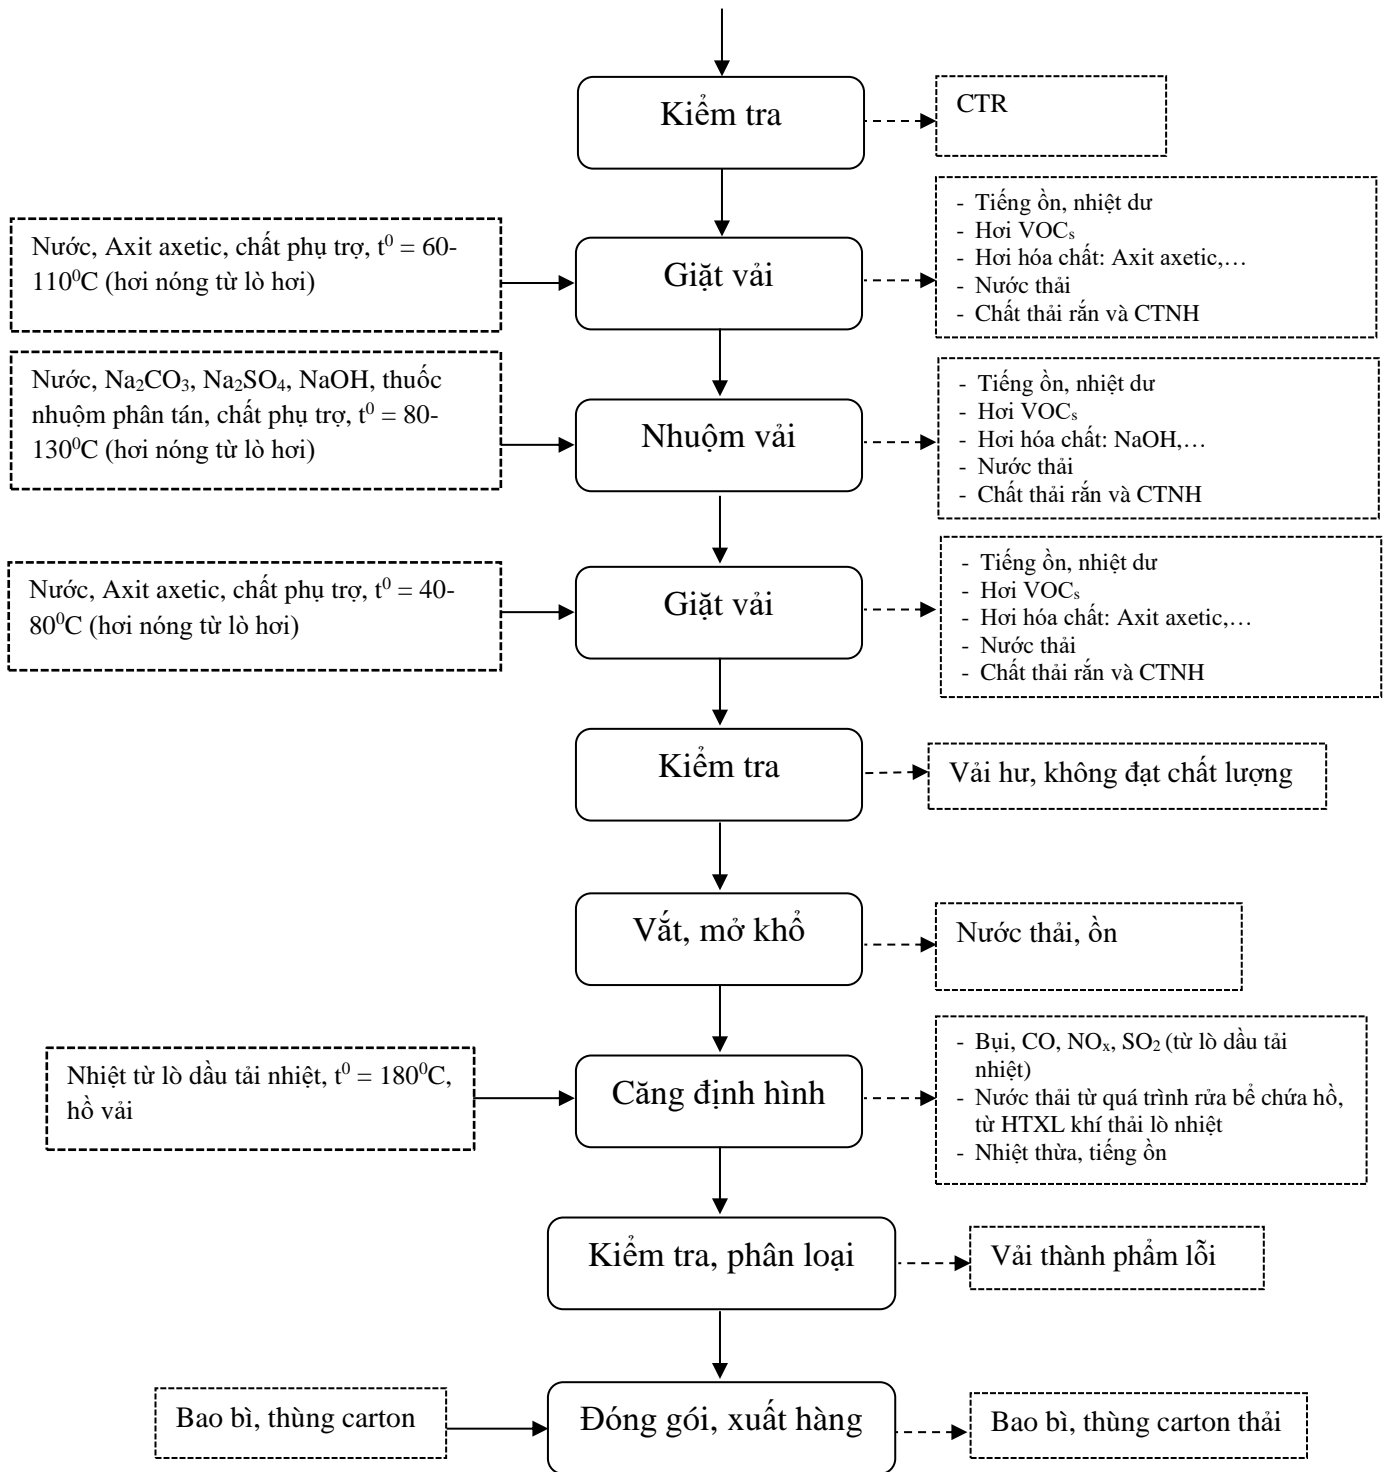 Kiểm tra
CTR
Nước, Axit axetic, chất phụ trợ, t⁰ = 60-
110⁰C (hơi nóng từ lò hơi)
Giặt vải
- Tiếng ồn, nhiệt dư
- Hơi VOCₛ
- Hơi hóa chất: Axit axetic,…
- Nước thải
- Chất thải rắn và CTNH
Nước, Na₂CO₃, Na₂SO₄, NaOH, thuốc
nhuộm phân tán, chất phụ trợ, t⁰ = 80-
130⁰C (hơi nóng từ lò hơi)
Nhuộm vải
- Tiếng ồn, nhiệt dư
- Hơi VOCₛ
- Hơi hóa chất: NaOH,…
- Nước thải
- Chất thải rắn và CTNH
Nước, Axit axetic, chất phụ trợ, t⁰ = 40-
80⁰C (hơi nóng từ lò hơi)
Giặt vải
- Tiếng ồn, nhiệt dư
- Hơi VOCₛ
- Hơi hóa chất: Axit axetic,…
- Nước thải
- Chất thải rắn và CTNH
Kiểm tra
Vải hư, không đạt chất lượng
Vắt, mở khổ
Nước thải, ồn
Nhiệt từ lò dầu tải nhiệt, t⁰ = 180⁰C,
hồ vải
Căng định hình
- Bụi, CO, NOₓ, SO₂ (từ lò dầu tải
nhiệt)
- Nước thải từ quá trình rửa bể chứa hồ,
từ HTXL khí thải lò nhiệt
- Nhiệt thừa, tiếng ồn
Kiểm tra, phân loại
Vải thành phẩm lỗi
Bao bì, thùng carton
Đóng gói, xuất hàng
Bao bì, thùng carton thải